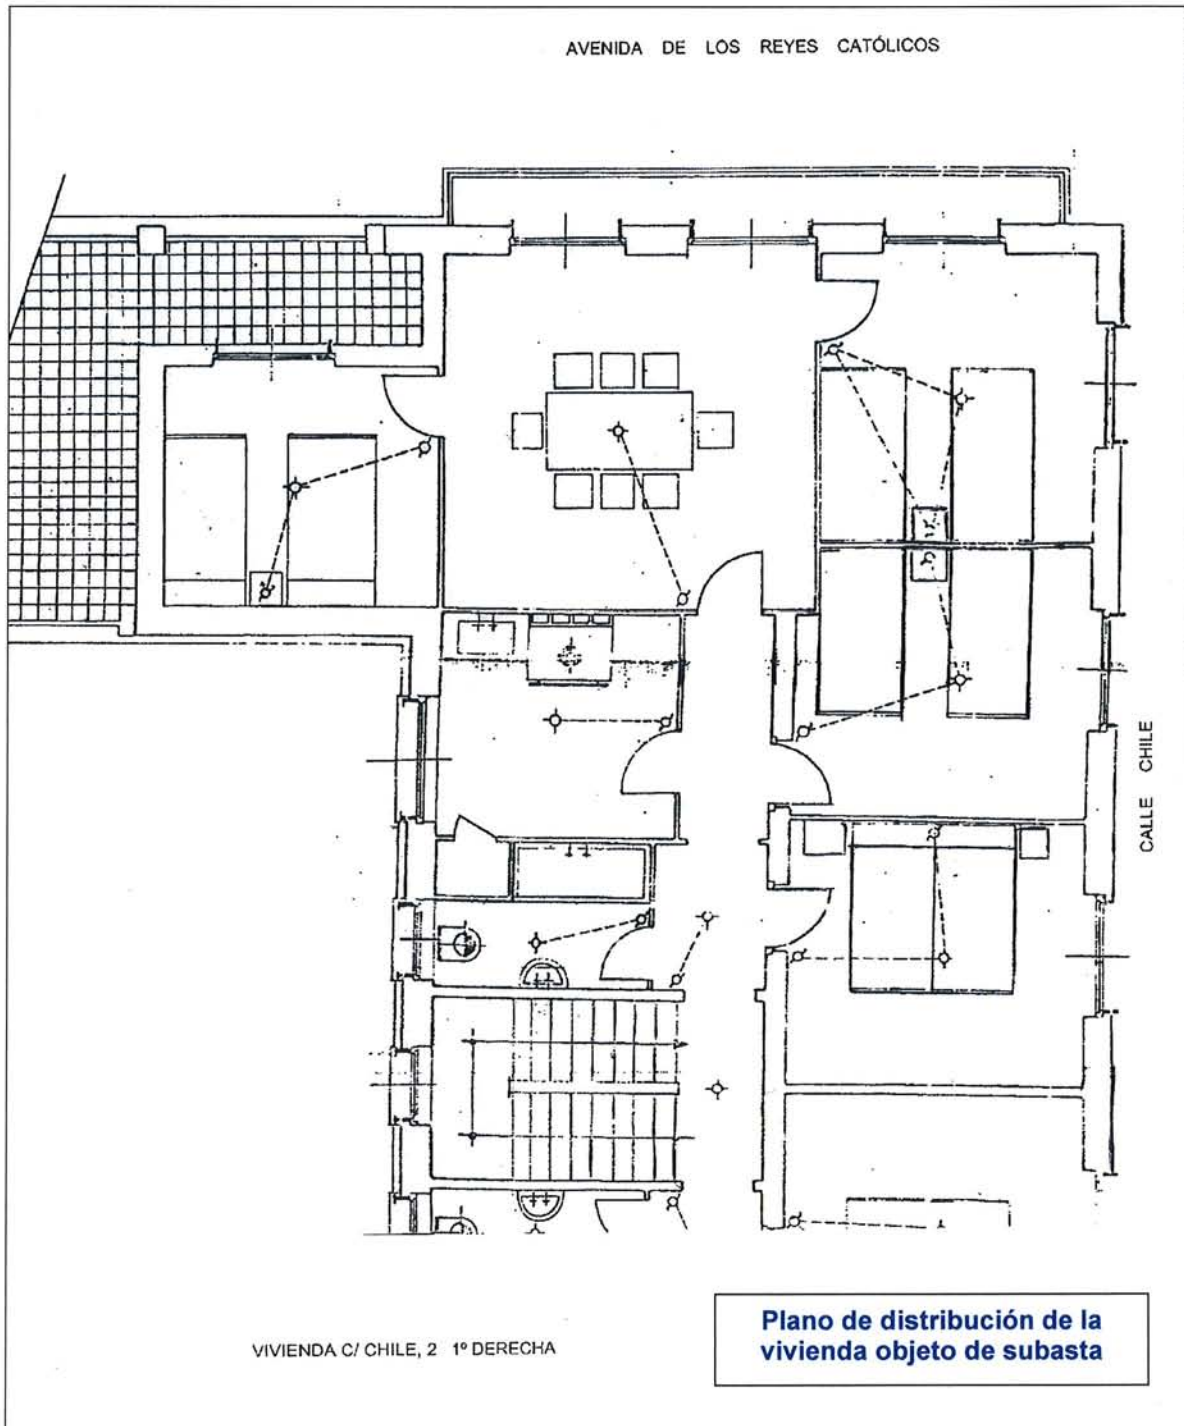 AVENIDA DE LOS REYES CATÓLICOS
CALLE CHILE
VIVIENDA C/ CHILE, 2 1º DERECHA
Plano de distribución de la
vivienda objeto de subasta